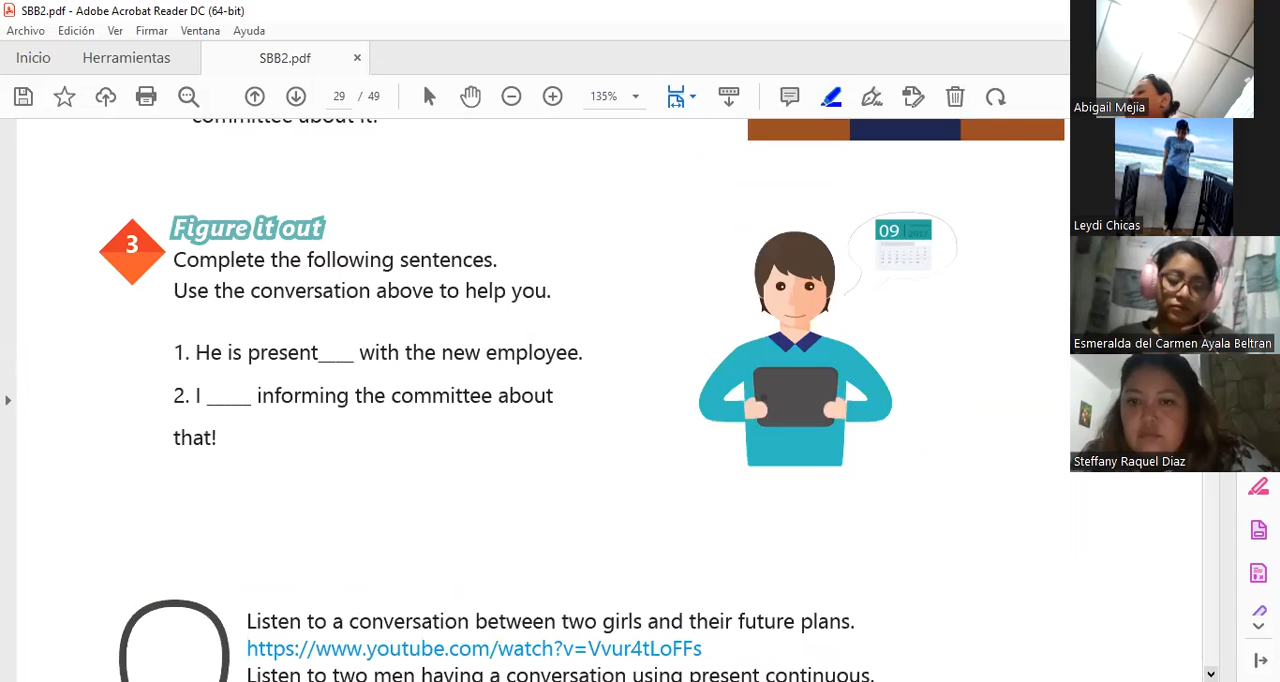 SBB2.pdf - Adobe Acrobat Reader DC (64-bit)
Archivo Edición Ver Firmar Ventana Ayuda
Inicio Herramientas SBB2.pdf ×
29 / 49 135%
committee about it!
3 Figure it out
Complete the following sentences.
Use the conversation above to help you.
1. He is present____ with the new employee.
2. I _____ informing the committee about
that!
09
Listen to a conversation between two girls and their future plans.
https://www.youtube.com/watch?v=Vvur4tLoFFs
Listen to two men having a conversation using present continuous.
Abigail Mejia
Leydi Chicas
Esmeralda del Carmen Ayala Beltran
Steffany Raquel Diaz